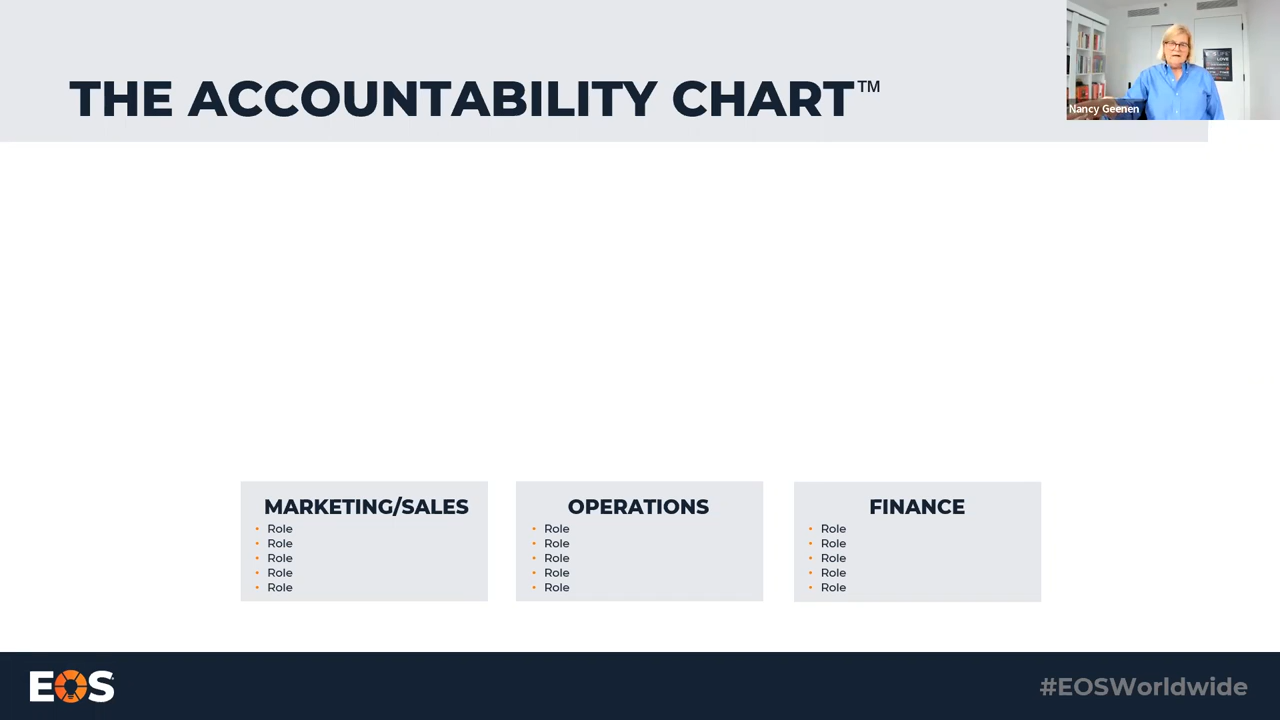 THE ACCOUNTABILITY CHART™
LOVE
Nancy Geenen
MARKETING/SALES
• Role
• Role
• Role
• Role
• Role
OPERATIONS
• Role
• Role
• Role
• Role
• Role
FINANCE
• Role
• Role
• Role
• Role
• Role
EOS
#EOSWorldwide